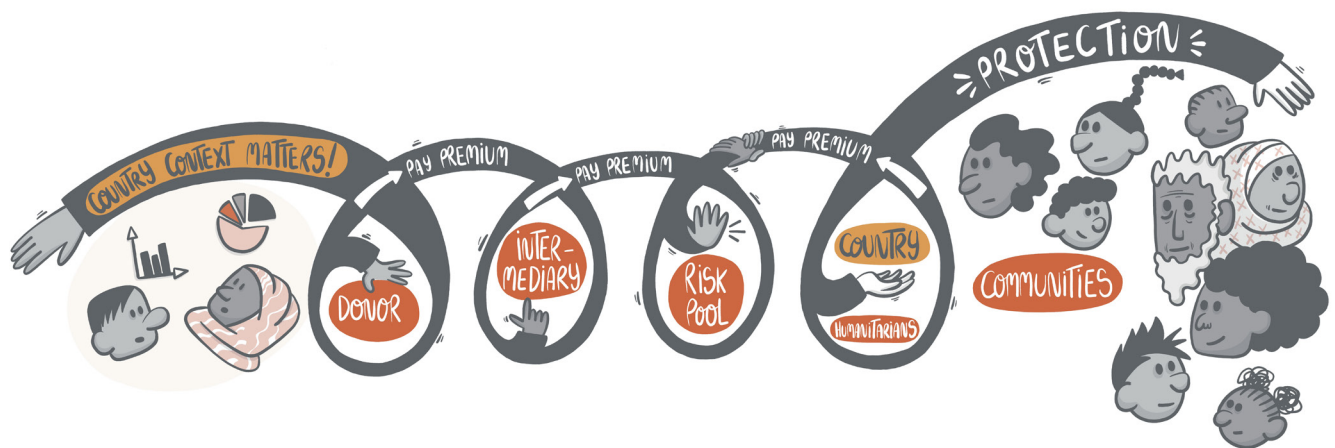 COUNTRY CONTEXT MATTERS!
DONOR
PAY PREMIUM
INTER-
MEDIARY
PAY PREMIUM
RISK
POOL
PAY PREMIUM
COUNTRY
HUMANITARIANS
PROTECTION
COMMUNITIES